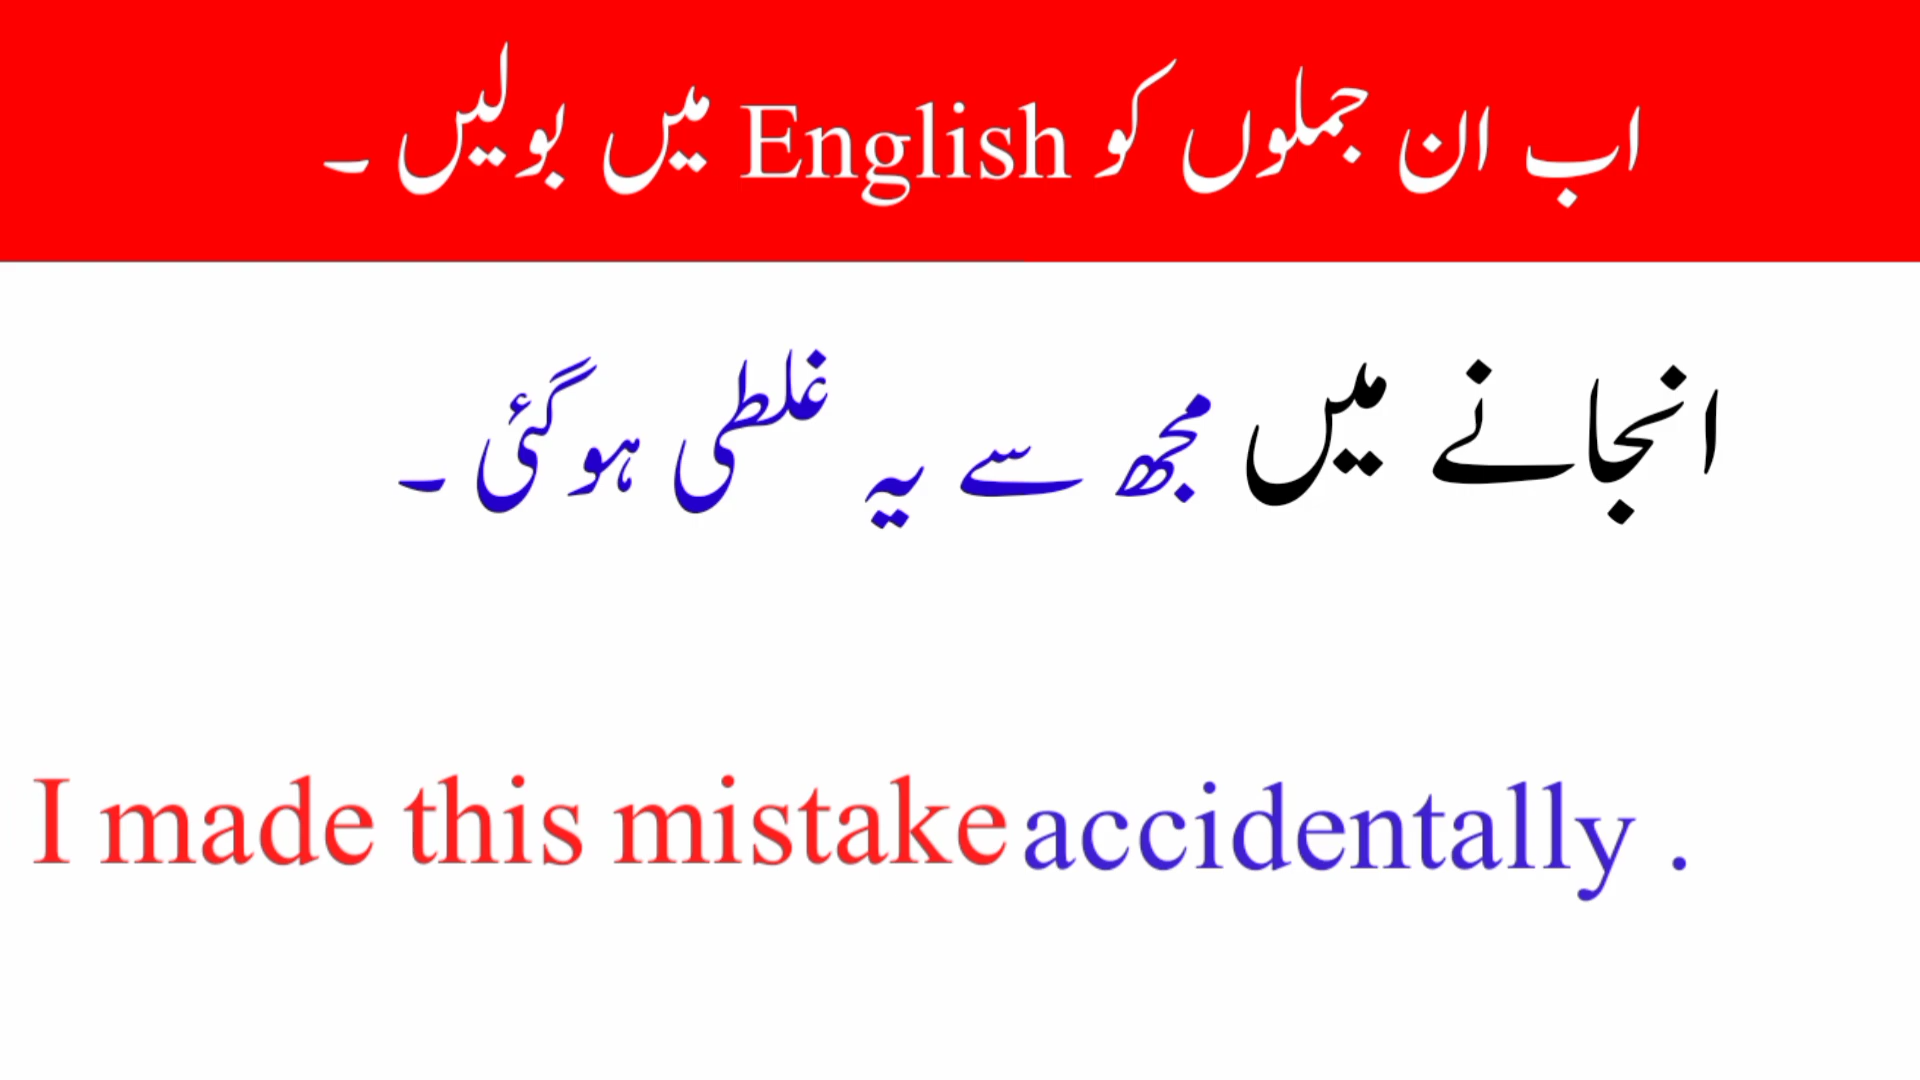 اب ان جملوں کو English میں بولیں ۔
انجانے میں مجھ سے یہ غلطی ہوگئی ۔
I made this mistake accidentally .